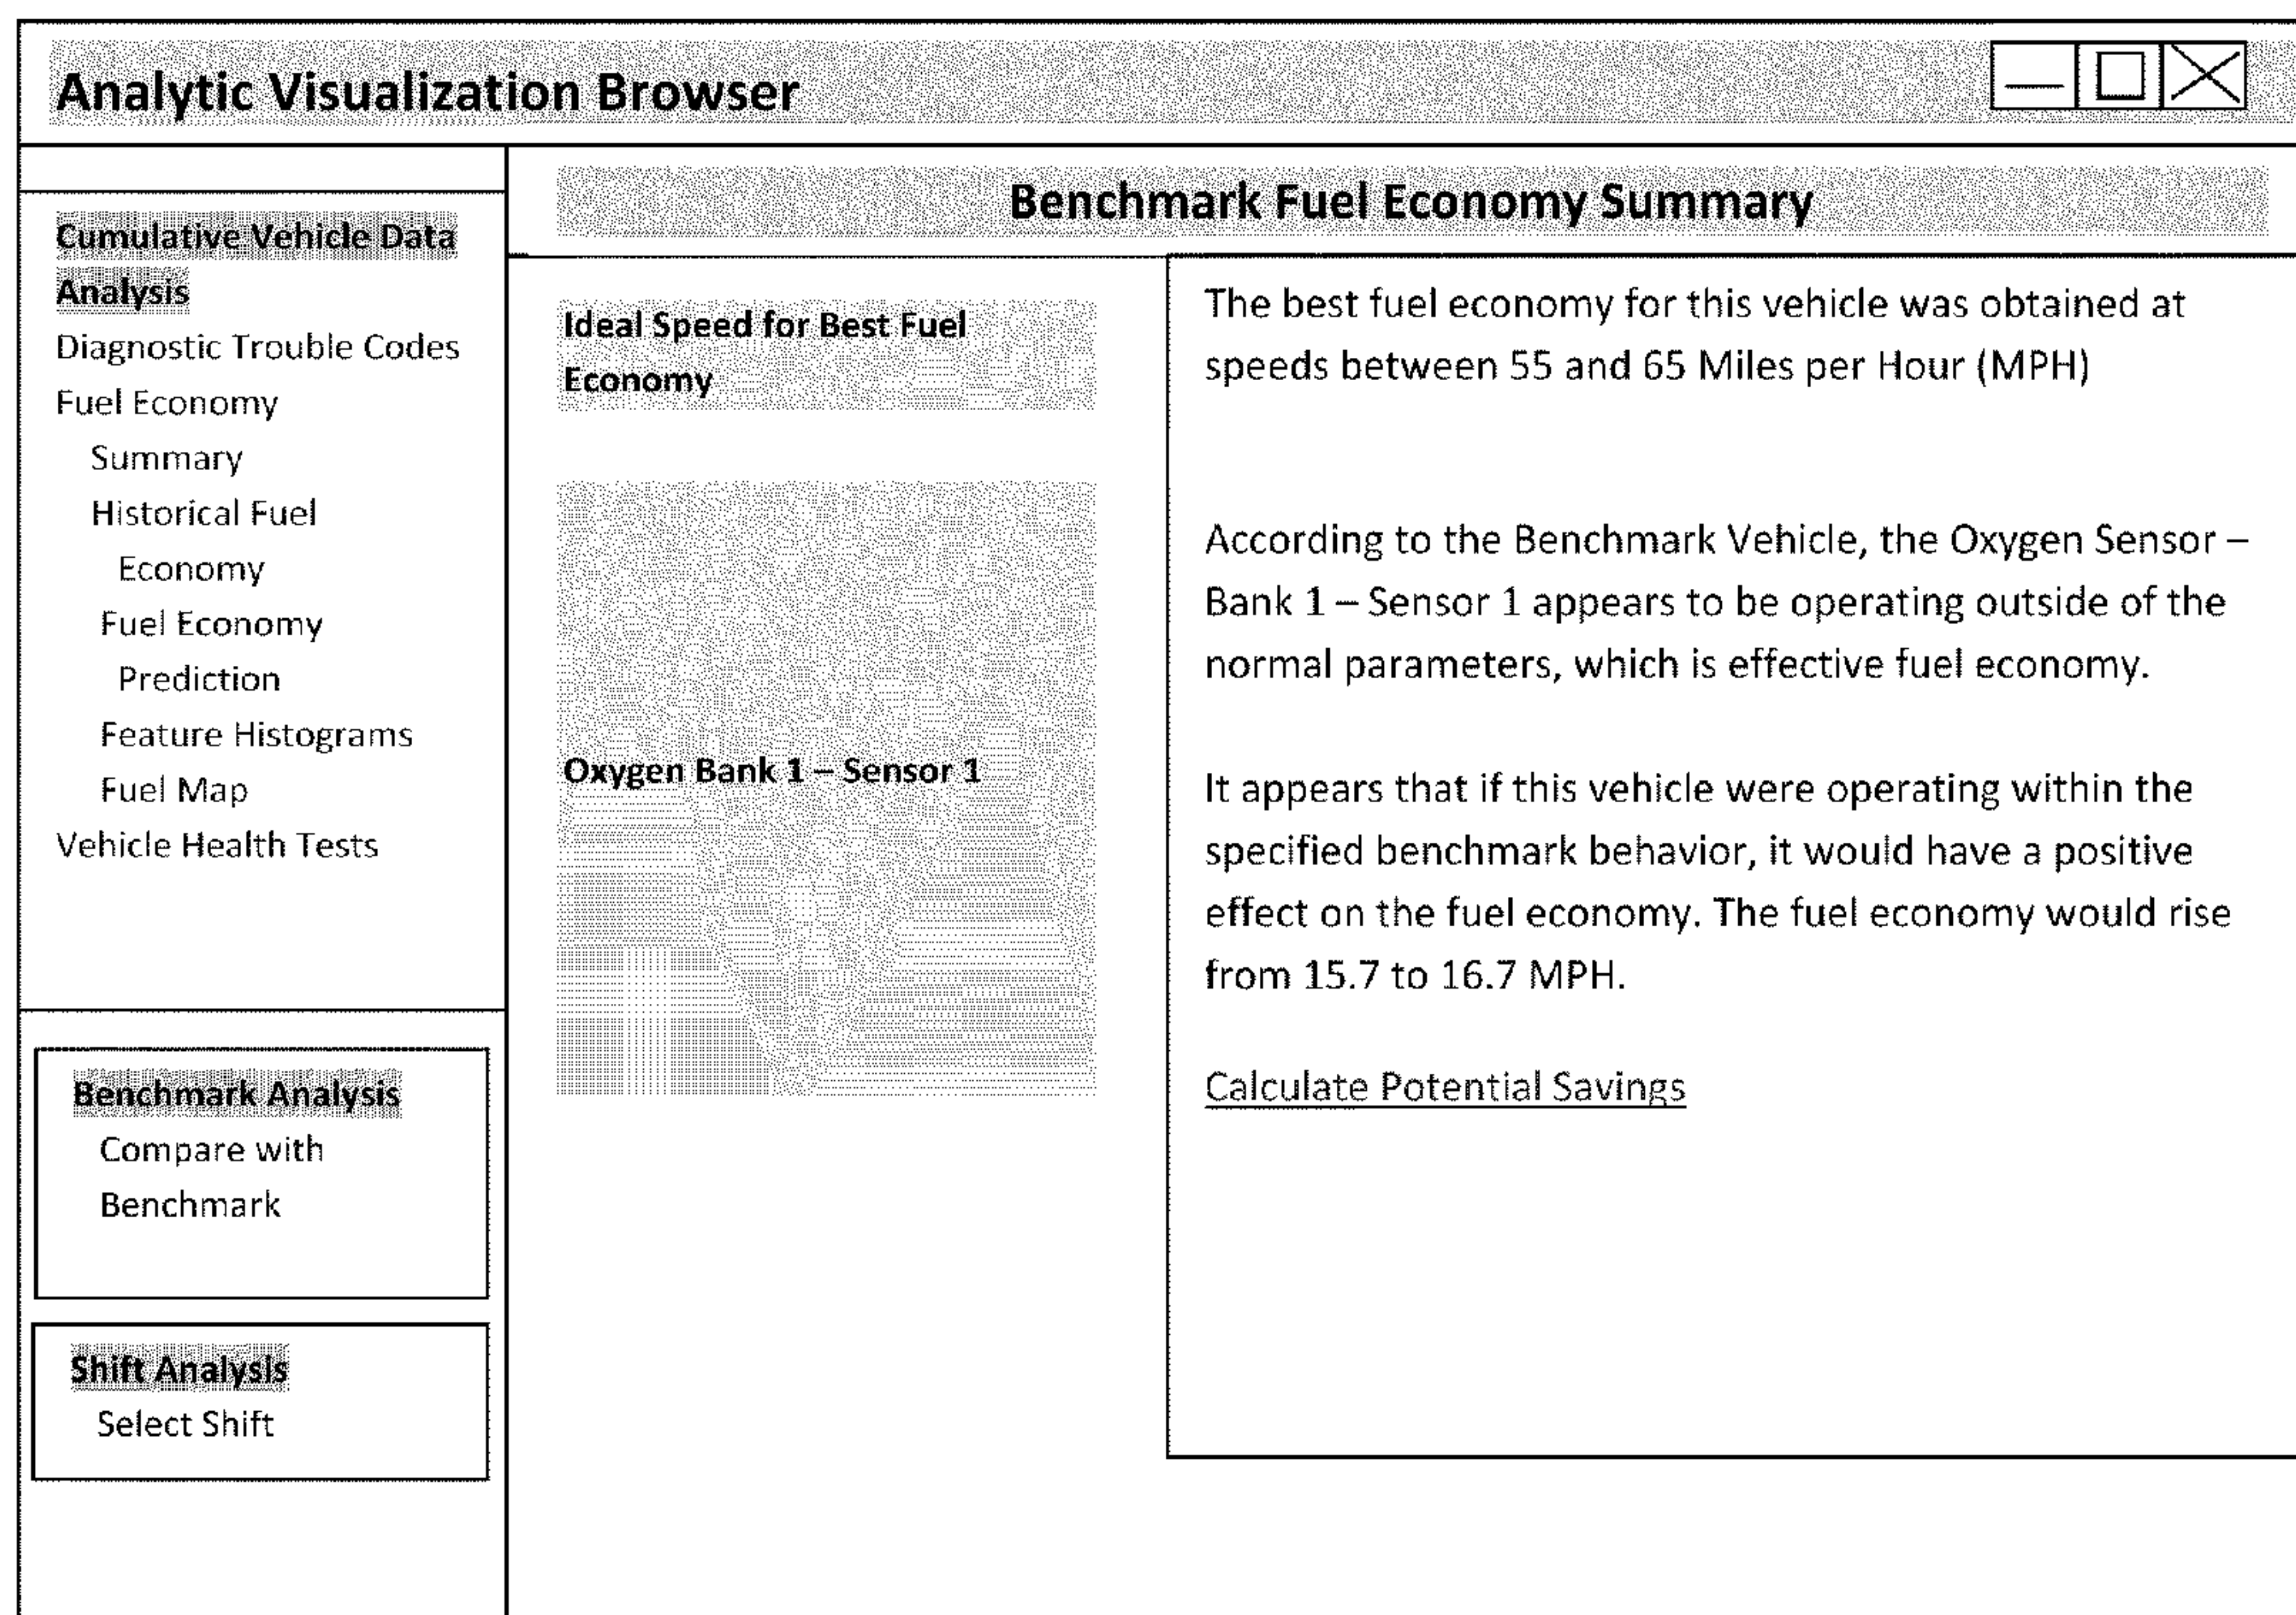 Analytic Visualization Browser
Cumulative Vehicle Data
Analysis
Diagnostic Trouble Codes
Fuel Economy
Summary
Historical Fuel
Economy
Fuel Economy
Prediction
Feature Histograms
Fuel Map
Vehicle Health Tests
Benchmark Analysis
Compare with
Benchmark
Shift Analysis
Select Shift
Benchmark Fuel Economy Summary
Ideal Speed for Best Fuel
Economy
The best fuel economy for this vehicle was obtained at
speeds between 55 and 65 Miles per Hour (MPH)
Oxygen Bank 1 – Sensor 1
According to the Benchmark Vehicle, the Oxygen Sensor –
Bank 1 – Sensor 1 appears to be operating outside of the
normal parameters, which is effective fuel economy.
It appears that if this vehicle were operating within the
specified benchmark behavior, it would have a positive
effect on the fuel economy. The fuel economy would rise
from 15.7 to 16.7 MPH.
Calculate Potential Savings